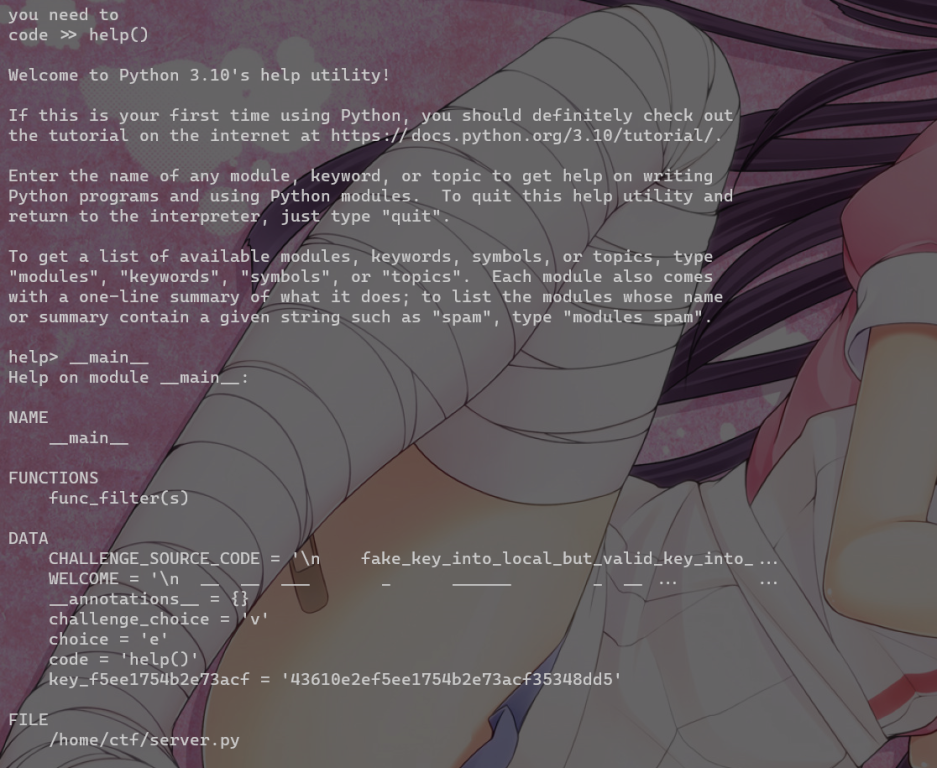 you need to
code >> help()
Welcome to Python 3.10's help utility!
If this is your first time using Python, you should definitely check out
the tutorial on the internet at https://docs.python.org/3.10/tutorial/.
Enter the name of any module, keyword, or topic to get help on writing
Python programs and using Python modules.  To quit this help utility and
return to the interpreter, just type "quit".
To get a list of available modules, keywords, symbols, or topics, type
"modules", "keywords", "symbols", or "topics".  Each module also comes
with a one-line summary of what it does; to list the modules whose name
or summary contain a given string such as "spam", type "modules spam".
help> __main__
Help on module __main__:
NAME
    __main__
FUNCTIONS
    func_filter(s)
DATA
    CHALLENGE_SOURCE_CODE = '\n    fake_key_into_local_but_valid_key_into_...
    WELCOME = '\n  __  __  ___       _      ______        _  __ ...        ...
    __annotations__ = {}
    challenge_choice = 'v'
    choice = 'e'
    code = 'help()'
    key_f5ee1754b2e73acf = '43610e2ef5ee1754b2e73acf35348dd5'
FILE
    /home/ctf/server.py